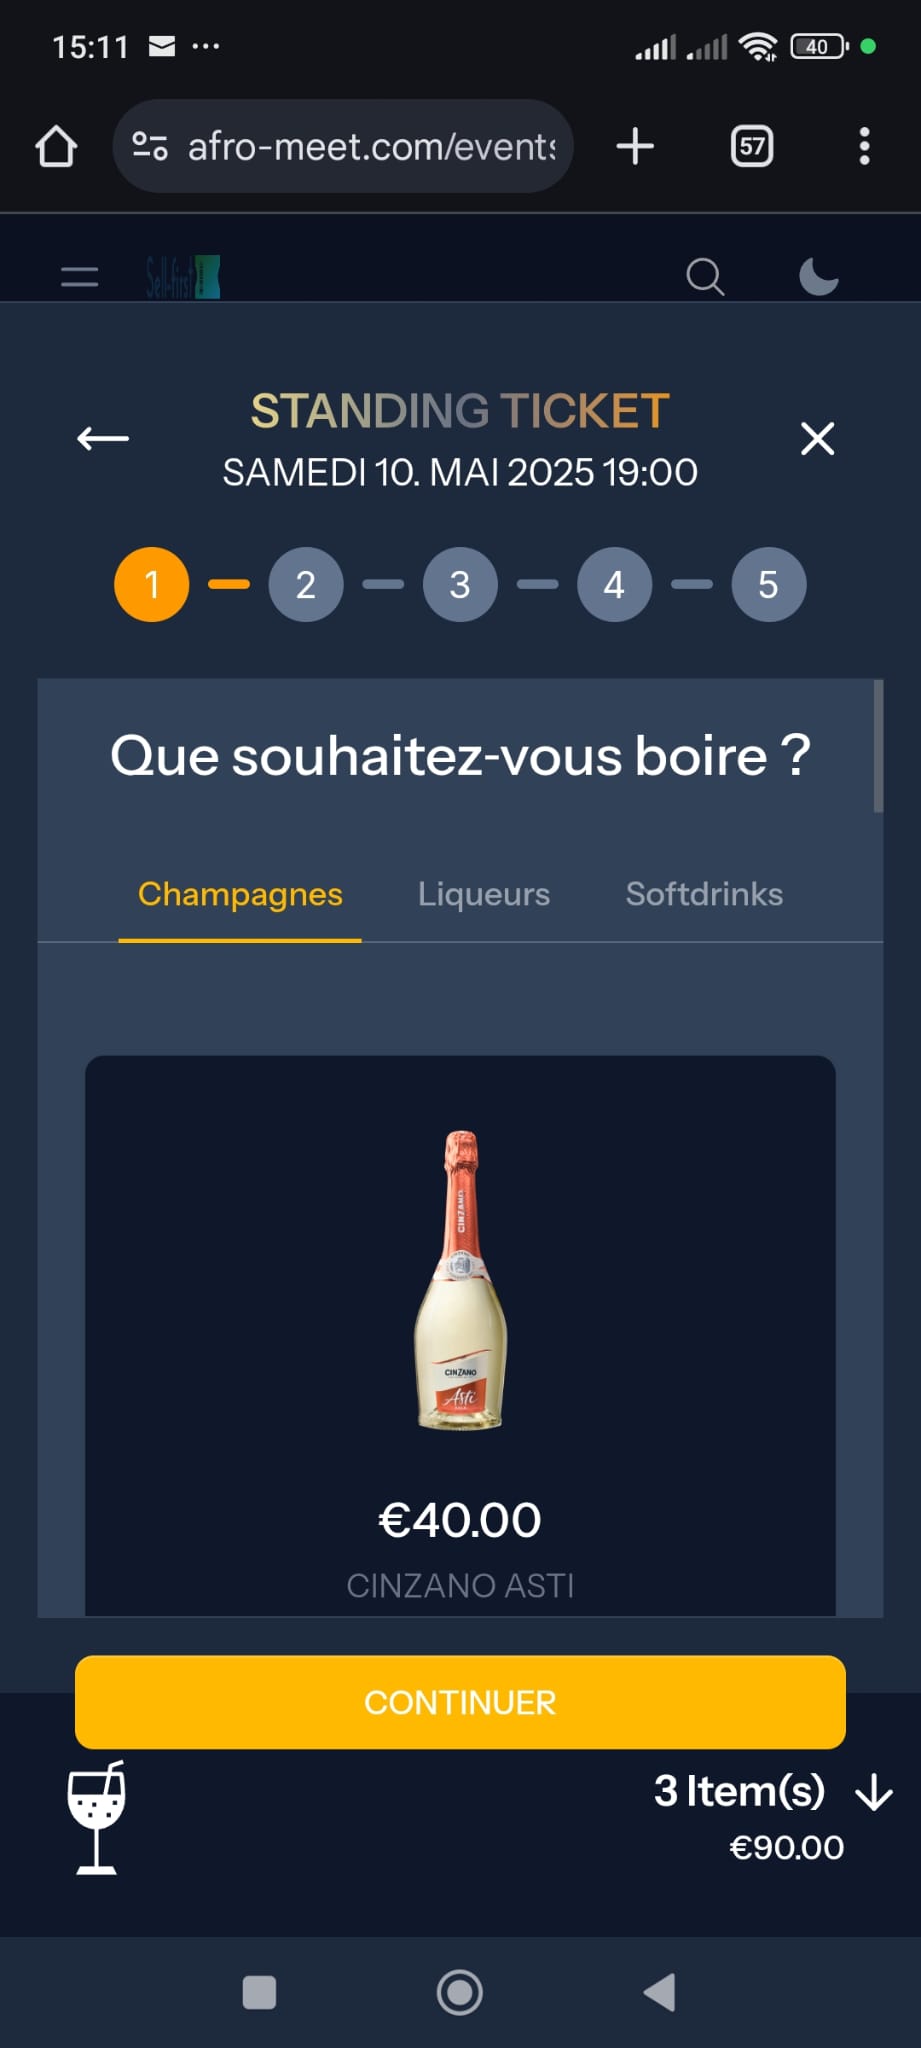 15:11
40
afro-meet.com/events
57
Sell-first
STANDING TICKET
SAMEDI 10. MAI 2025 19:00
1
2
3
4
5
Que souhaitez-vous boire ?
Champagnes
Liqueurs
Softdrinks
CINZANO
CINZANO
Asti
€40.00
CINZANO ASTI
CONTINUER
3 Item(s)
€90.00